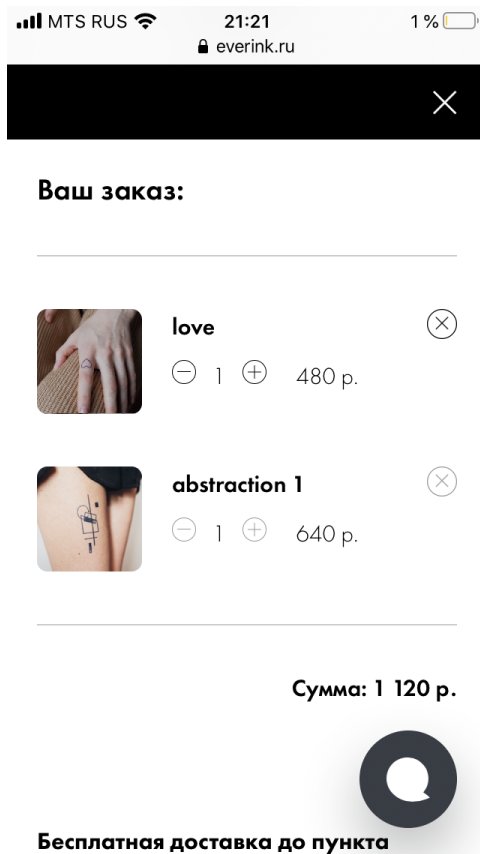 MTS RUS 21:21 1 %
everink.ru
Ваш заказ:
love
1 480 р.
abstraction 1
1 640 р.
Сумма: 1 120 р.
Бесплатная доставка до пункта